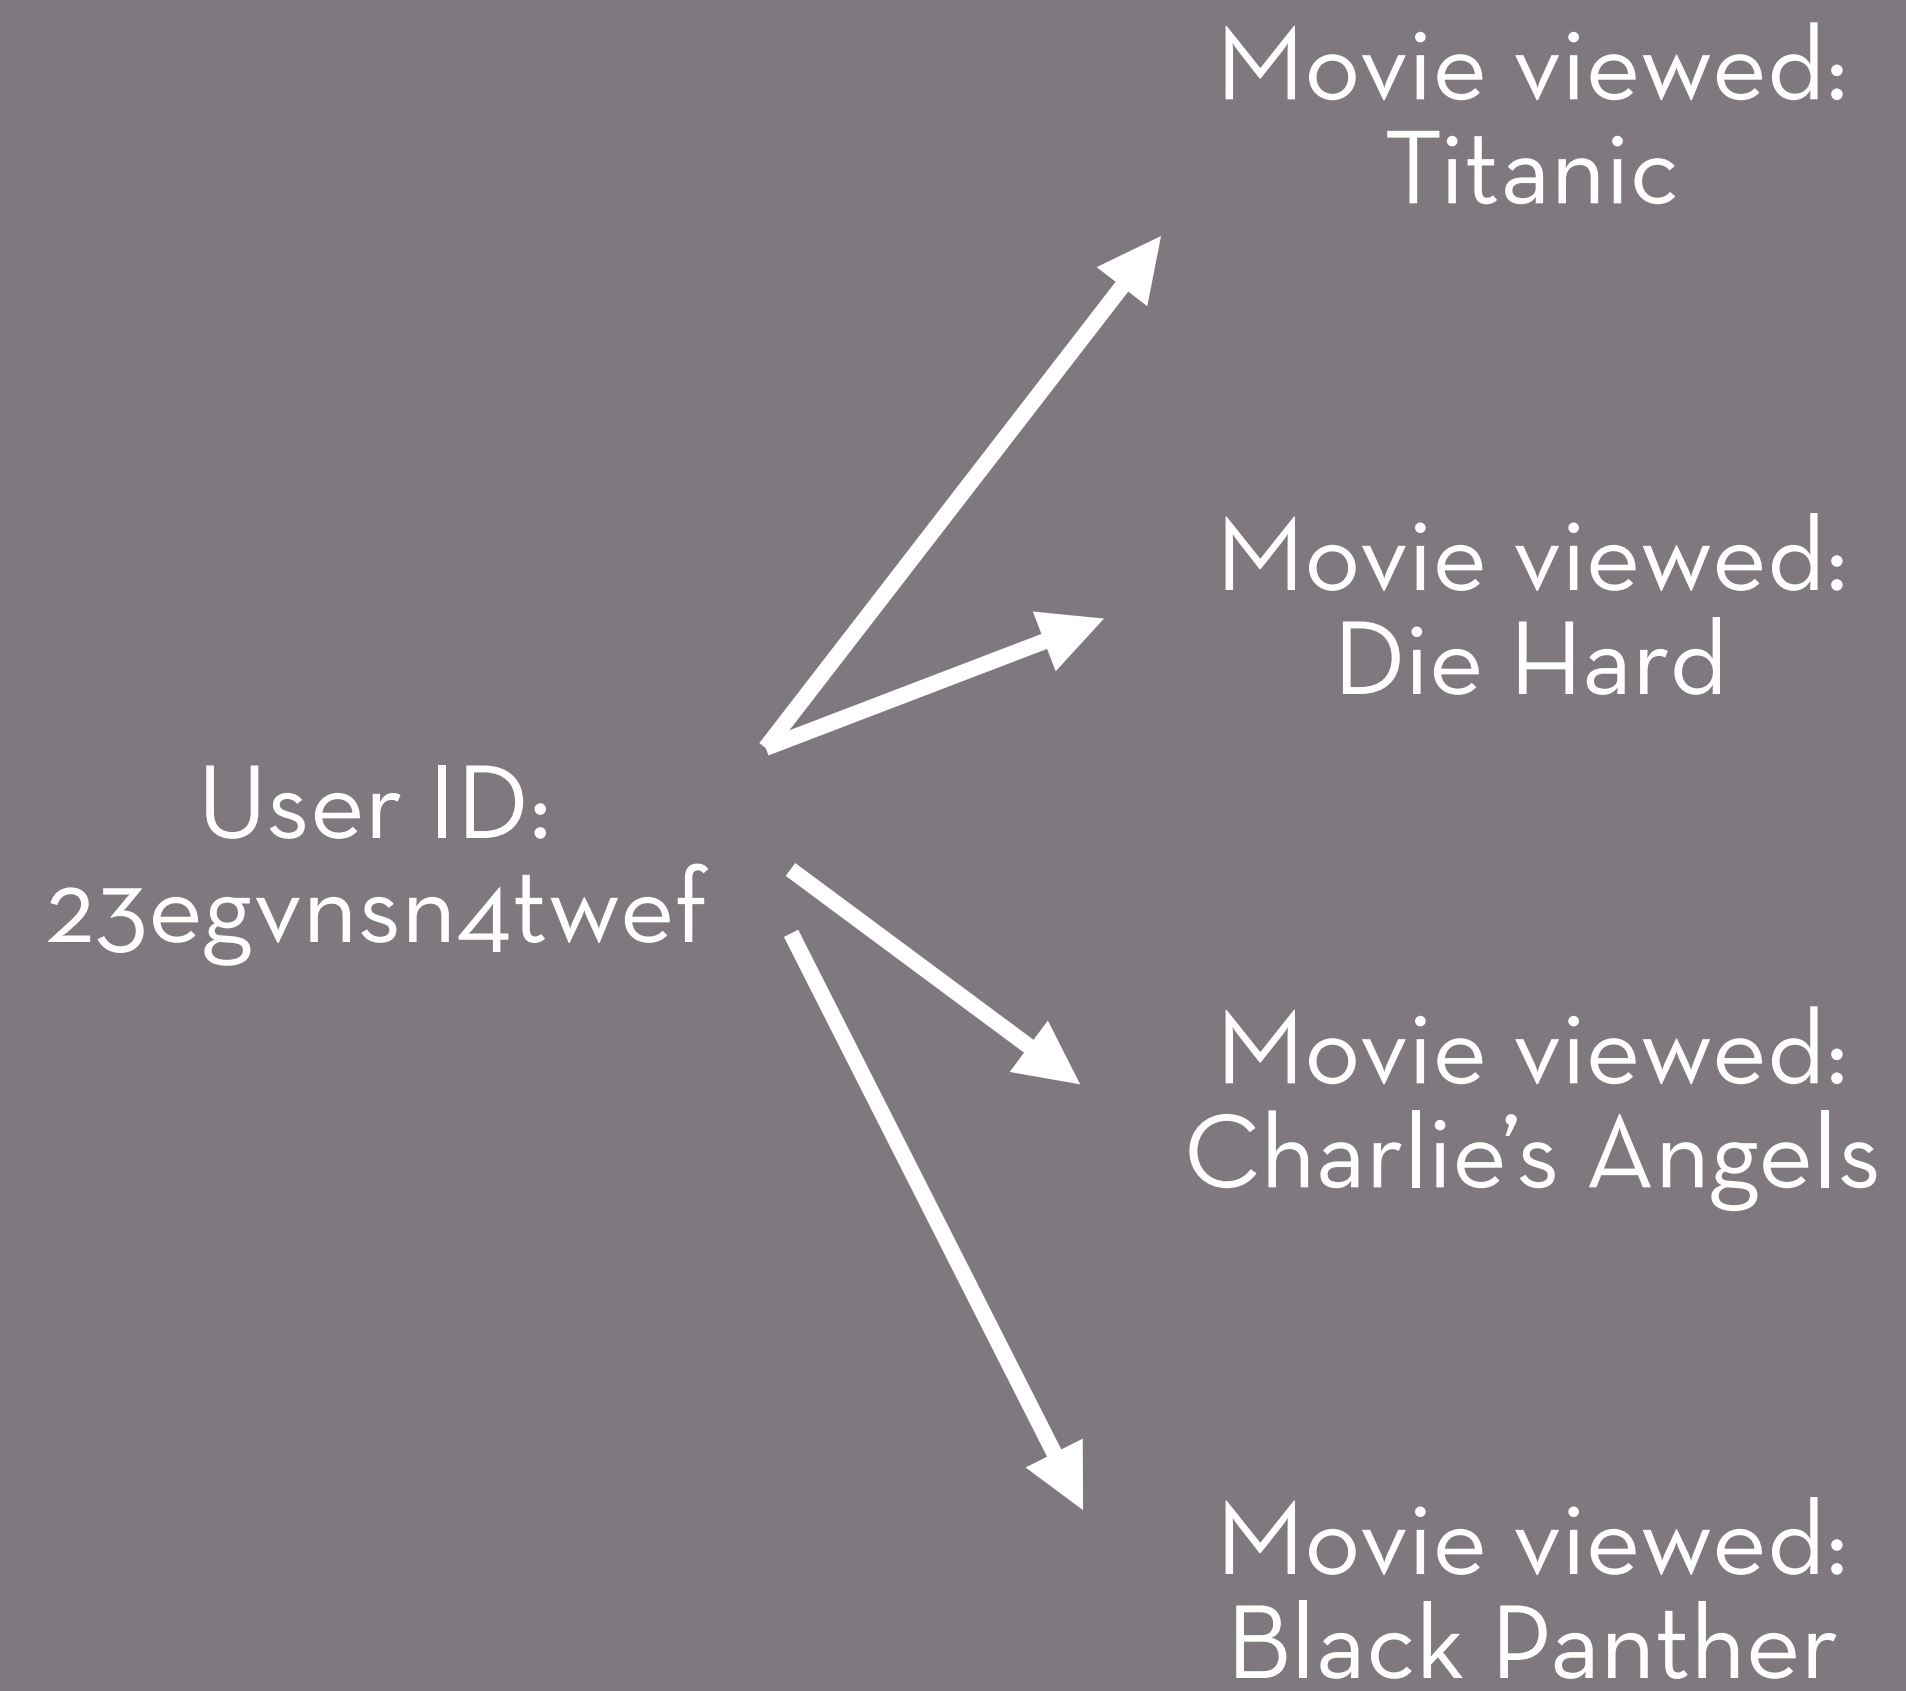 Movie viewed:
Titanic
Movie viewed:
Die Hard
User ID:
23egvnsn4twef
Movie viewed:
Charlie’s Angels
Movie viewed:
Black Panther